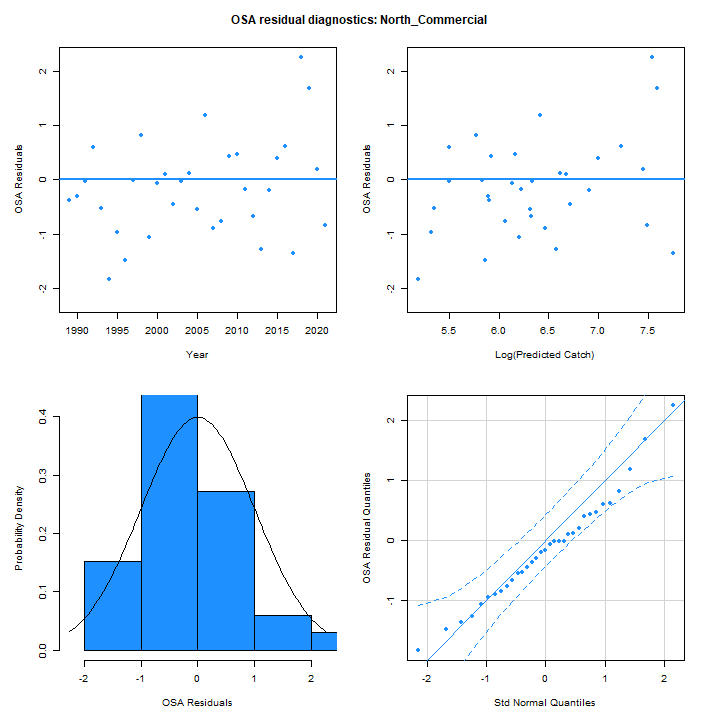 OSA residual diagnostics: North_Commercial
OSA Residuals
2
1
0
-1
-2
1990 1995 2000 2005 2010 2015 2020
Year
OSA Residuals
2
1
0
-1
-2
5.5 6.0 6.5 7.0 7.5
Log(Predicted Catch)
Probability Density
0.4
0.3
0.2
0.1
0.0
-2 -1 0 1 2
OSA Residuals
OSA Residual Quantiles
2
1
0
-1
-2 -1 0 1 2
Std Normal Quantiles